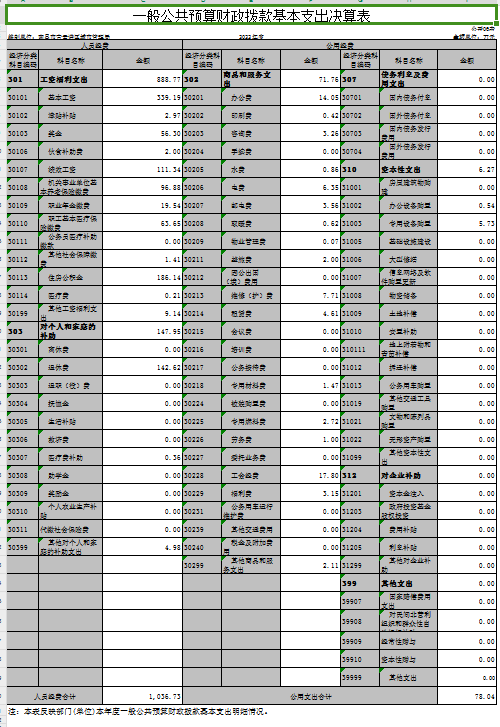 一般公共预算财政拨款基本支出决算表
公开06表
2022年度
金额单位：万元
人员经费 公用经费
经济分类科目编码 科目名称 金额 经济分类科目编码 科目名称 金额 经济分类科目编码 科目名称 金额
301 工资福利支出 888.77 302 商品和服务支出 71.76 307 债务利息及费用支出 0.00
30101 基本工资 339.19 30201 办公费 14.05 30701 国内债务付息 0.00
30102 津贴补贴 2.97 30202 印刷费 0.42 30702 国外债务付息 0.00
30103 奖金 56.30 30203 咨询费 3.26 30703 国内债务发行费用 0.00
30106 伙食补助费 2.00 30204 手续费 0.00 30704 国外债务发行费用 0.00
30107 绩效工资 111.34 30205 水费 0.86 310 资本性支出 6.27
30108 机关事业单位基本养老保险缴费 96.88 30206 电费 6.35 31001 房屋建筑物购建 0.00
30109 职业年金缴费 19.54 30207 邮电费 3.56 31002 办公设备购置 0.54
30110 职工基本医疗保险缴费 63.65 30208 取暖费 0.62 31003 专用设备购置 5.73
30111 公务员医疗补助缴费 0.00 30209 物业管理费 0.07 31005 基础设施建设 0.00
30112 其他社会保障缴费 1.41 30211 差旅费 2.00 31006 大型修缮 0.00
30113 住房公积金 186.14 30212 因公出国（境）费用 0.00 31007 信息网络及软件购置更新 0.00
30114 医疗费 0.21 30213 维修（护）费 7.71 31008 物资储备 0.00
30199 其他工资福利支出 9.14 30214 租赁费 4.61 31009 土地补偿 0.00
303 对个人和家庭的补助 147.95 30215 会议费 0.00 31010 安置补助 0.00
30301 离休费 0.00 30216 培训费 0.00 310111 地上附着物和青苗补偿 0.00
30302 退休费 142.62 30217 公务接待费 0.00 31012 拆迁补偿 0.00
30303 退职（役）费 0.00 30218 专用材料费 1.47 31013 公务用车购置 0.00
30304 抚恤金 0.00 30224 被装购置费 0.00 31019 其他交通工具购置 0.00
30305 生活补贴 0.00 30225 专用燃料费 2.72 31021 文物和陈列品购置 0.00
30306 救济费 0.00 30226 劳务费 1.00 31022 无形资产购置 0.00
30307 医疗费补助 0.36 30227 委托业务费 0.00 31099 其他资本性支出 0.00
30308 助学金 0.00 30228 工会经费 17.80 312 对企业补助 0.00
30309 奖励金 0.00 30229 福利费 3.15 31201 资本金注入 0.00
30310 个人农业生产补贴 0.00 30231 公务用车运行维护费 0.00 31203 政府投资基金股权投资 0.00
30311 代缴社会保险费 0.00 30239 其他交通费用 0.00 31204 费用补贴 0.00
30399 其他对个人和家庭的补助支出 4.98 30240 税金及附加费用 0.00 31205 利息补贴 0.00
30299 其他商品和服务支出 2.11 31299 其他对企业补助 0.00
399 其他支出 0.00
39907 国家赔偿费用支出 0.00
39908 对民间非营利组织和群众性自 0.00
39909 经常性赠与 0.00
39910 资本性赠与 0.00
39999 其他支出 0.00
人员经费合计 1,036.73 公用支出合计 78.04
注：本表反映部门(单位)本年度一般公共预算财政拨款基本支出明细情况。